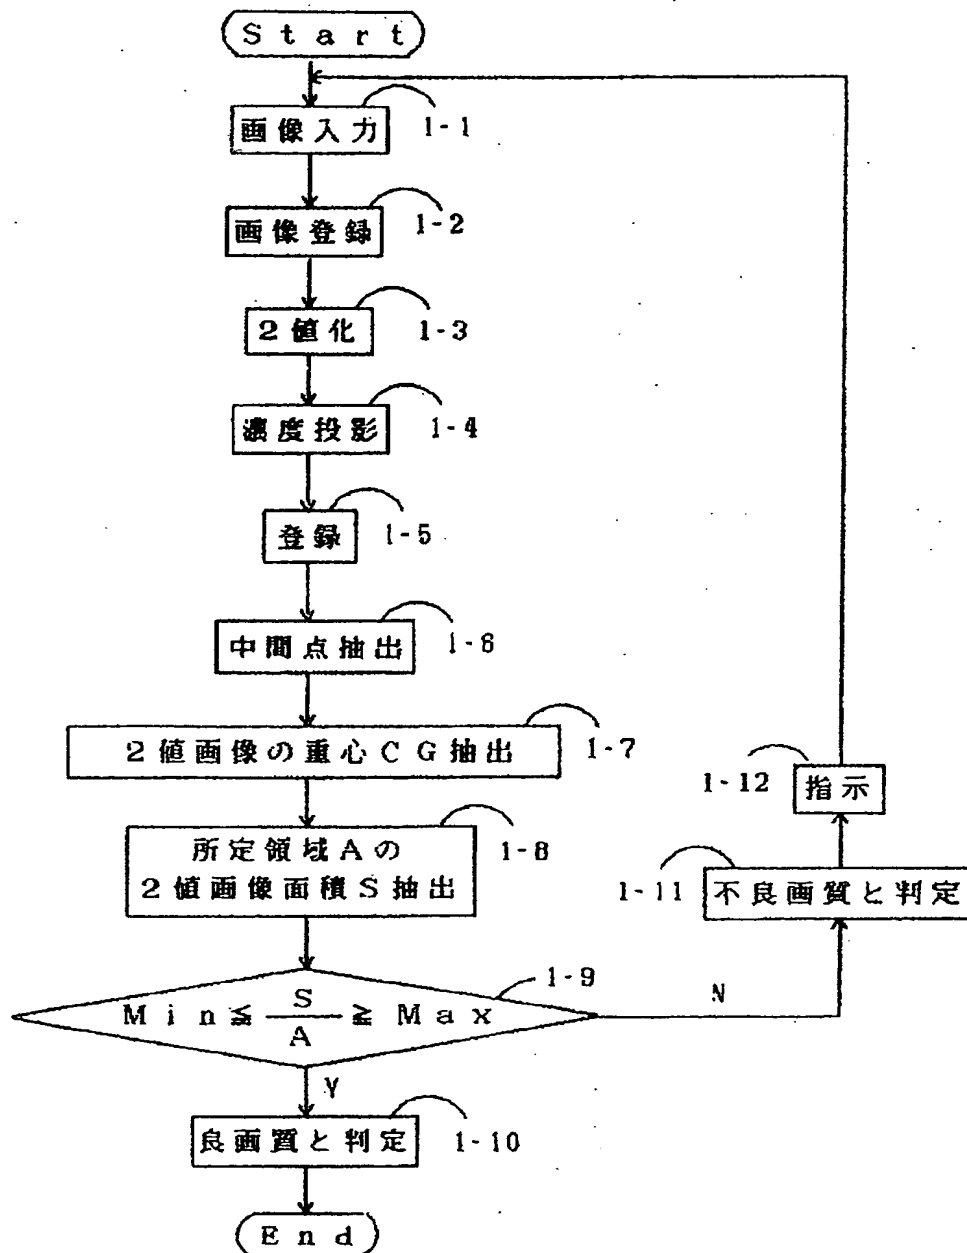 Start
画像入力
1-1
画像登録
1-2
2値化
1-3
濃度投影
1-4
登録
1-5
中間点抽出
1-6
2値画像の重心CG抽出
1-7
所定領域Aの
2値画像面積S抽出
1-8
Min≦S/A≧Max
1-9
N
Y
良画質と判定
1-10
End
不良画質と判定
1-11
指示
1-12